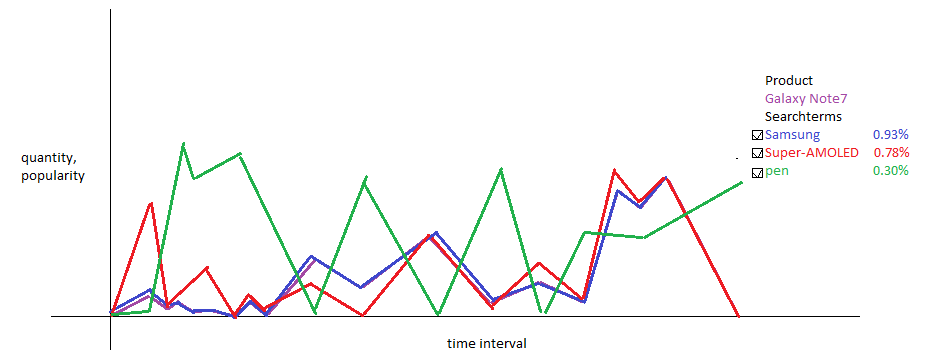 Product
Galaxy Note7
Searchterms
Samsung 0.93%
Super-AMOLED 0.78%
pen 0.30%
quantity,
popularity
time interval